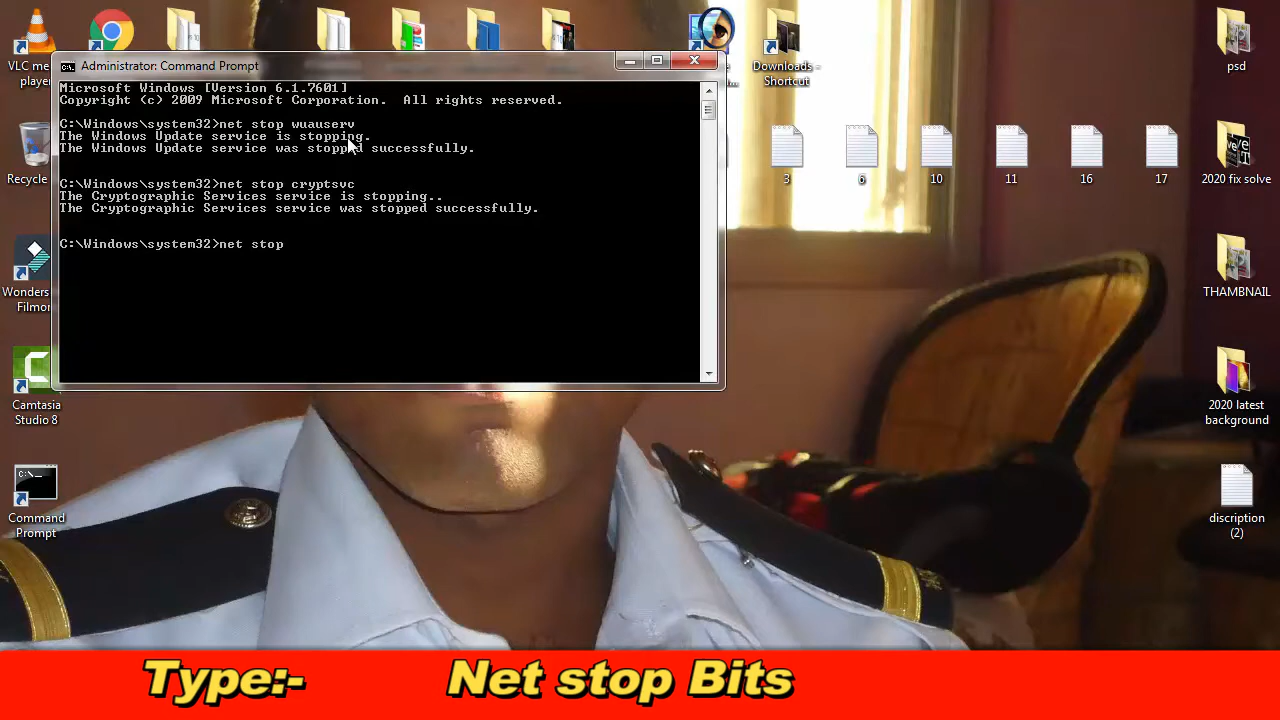 VLC me
player
Downloads -
Shortcut
psd
Administrator: Command Prompt
Microsoft Windows [Version 6.1.7601]
Copyright (c) 2009 Microsoft Corporation.  All rights reserved.
C:\Windows\system32>net stop wuauserv
The Windows Update service is stopping.
The Windows Update service was stopped successfully.
C:\Windows\system32>net stop cryptsvc
The Cryptographic Services service is stopping..
The Cryptographic Services service was stopped successfully.
C:\Windows\system32>net stop
Recycle
3
6
10
11
16
17
2020 fix solve
Wonders
Filmor
THAMBNAIL
Camtasia
Studio 8
2020 latest
background
Command
Prompt
discription
(2)
Type:- Net stop Bits